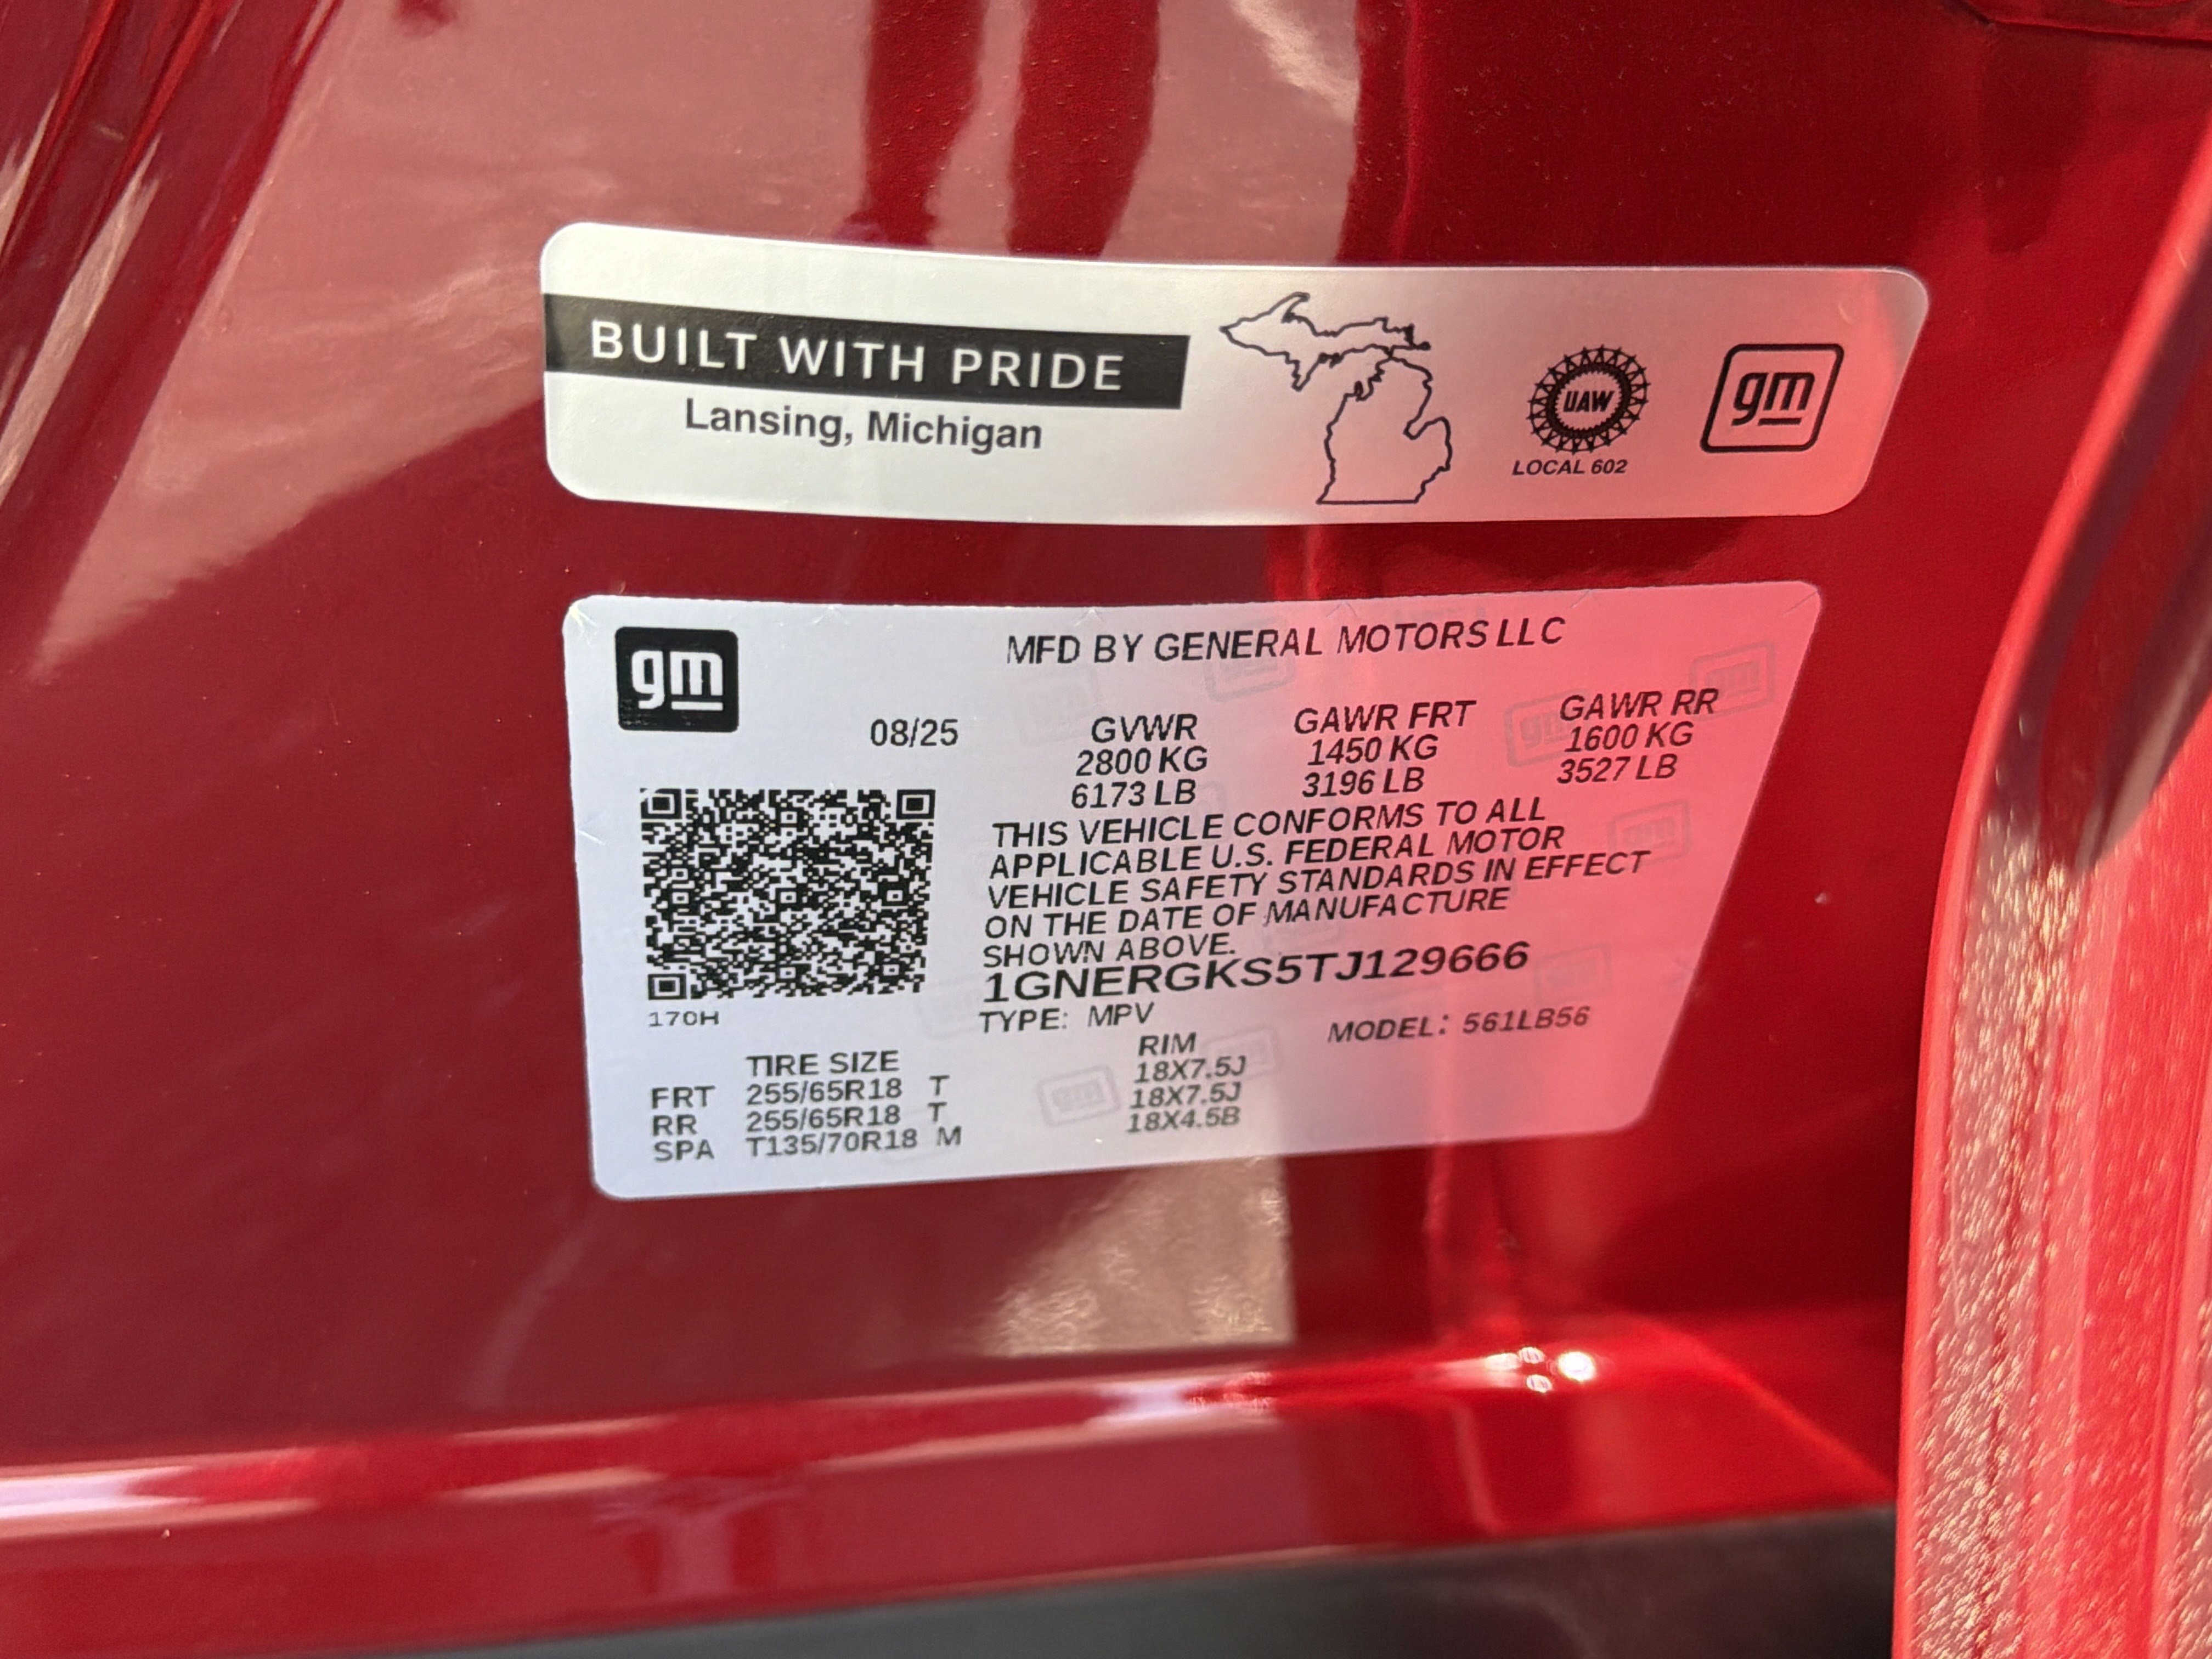 BUILT WITH PRIDE
Lansing, Michigan
UAW
LOCAL 602
gm
gm
MFD BY GENERAL MOTORS LLC
08/25
GVWR GAWR FRT GAWR RR
2800 KG 1450 KG 1600 KG
6173 LB 3196 LB 3527 LB
THIS VEHICLE CONFORMS TO ALL
APPLICABLE U.S. FEDERAL MOTOR
VEHICLE SAFETY STANDARDS IN EFFECT
ON THE DATE OF MANUFACTURE
SHOWN ABOVE.
1GNERGKS5TJ129666
170H
TYPE: MPV MODEL: 561LB56
TIRE SIZE RIM
FRT 255/65R18 T 18X7.5J
RR 255/65R18 T 18X7.5J
SPA T135/70R18 M 18X4.5B